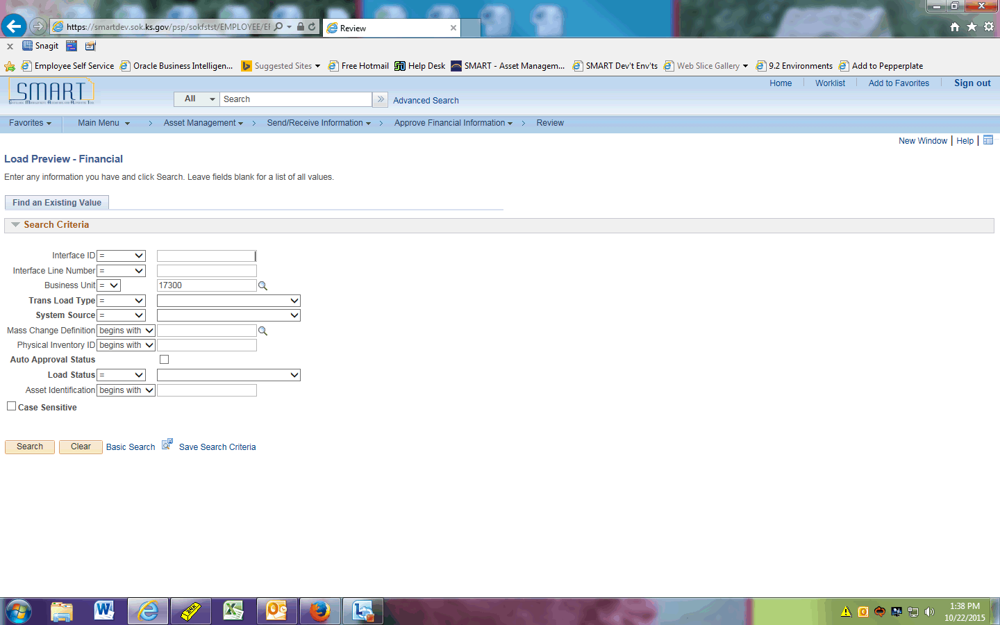 https://smartdev.sok.ks.gov/psp/sokfstst/EMPLOYEE/EI
Review
Snagit
Employee Self Service Oracle Business Intelligen... Suggested Sites Free Hotmail Help Desk SMART - Asset Managem... SMART Dev't Env'ts Web Slice Gallery 9.2 Environments Add to Pepperplate
SMART
Home Worklist Add to Favorites Sign out
All Search Advanced Search
Favorites Main Menu > Asset Management > Send/Receive Information > Approve Financial Information > Review
New Window | Help |
Load Preview - Financial
Enter any information you have and click Search. Leave fields blank for a list of all values.
Find an Existing Value
Search Criteria
Interface ID =
Interface Line Number =
Business Unit = 17300
Trans Load Type =
System Source =
Mass Change Definition begins with
Physical Inventory ID begins with
Auto Approval Status
Load Status =
Asset Identification begins with
Case Sensitive
Search Clear Basic Search Save Search Criteria
1:38 PM
10/22/2015